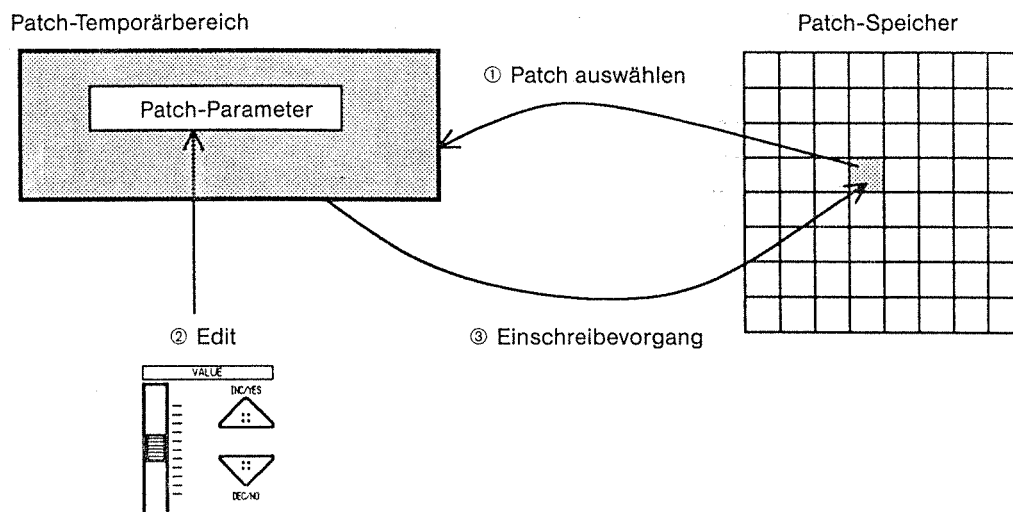 Patch-Temporärbereich
Patch-Speicher
① Patch auswählen
Patch-Parameter
② Edit
③ Einschreibevorgang
VALUE
INC/YES
DEC/NO